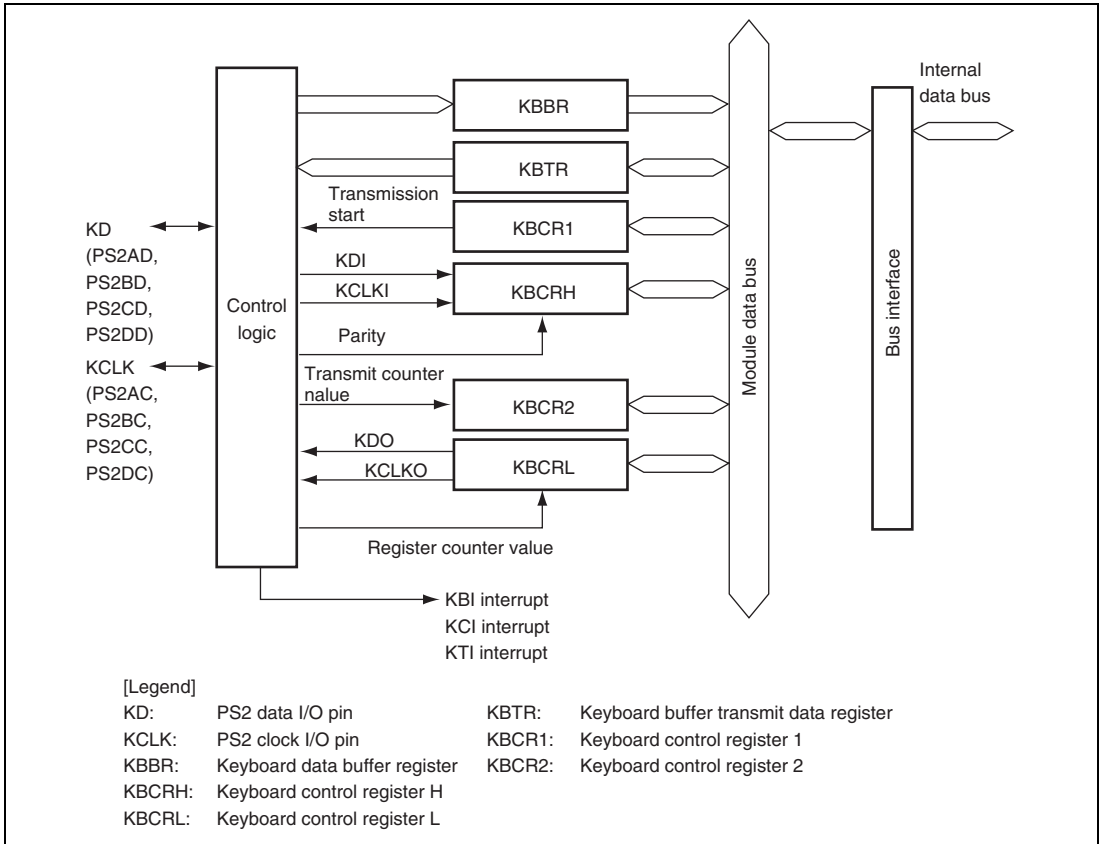 Internal
data bus
KBBR
KBTR
Transmission
start
KBCR1
KD
(PS2AD,
PS2BD,
PS2CD,
PS2DD)
KDI
KCLKI
KBCRH
Control
logic
Parity
Module data bus
Bus interface
KCLK
(PS2AC,
PS2BC,
PS2CC,
PS2DC)
Transmit counter
nalue
KBCR2
KDO
KCLKO
KBCRL
Register counter value
KBI interrupt
KCI interrupt
KTI interrupt
[Legend]
KD: PS2 data I/O pin
KCLK: PS2 clock I/O pin
KBBR: Keyboard data buffer register
KBCRH: Keyboard control register H
KBCRL: Keyboard control register L
KBTR: Keyboard buffer transmit data register
KBCR1: Keyboard control register 1
KBCR2: Keyboard control register 2